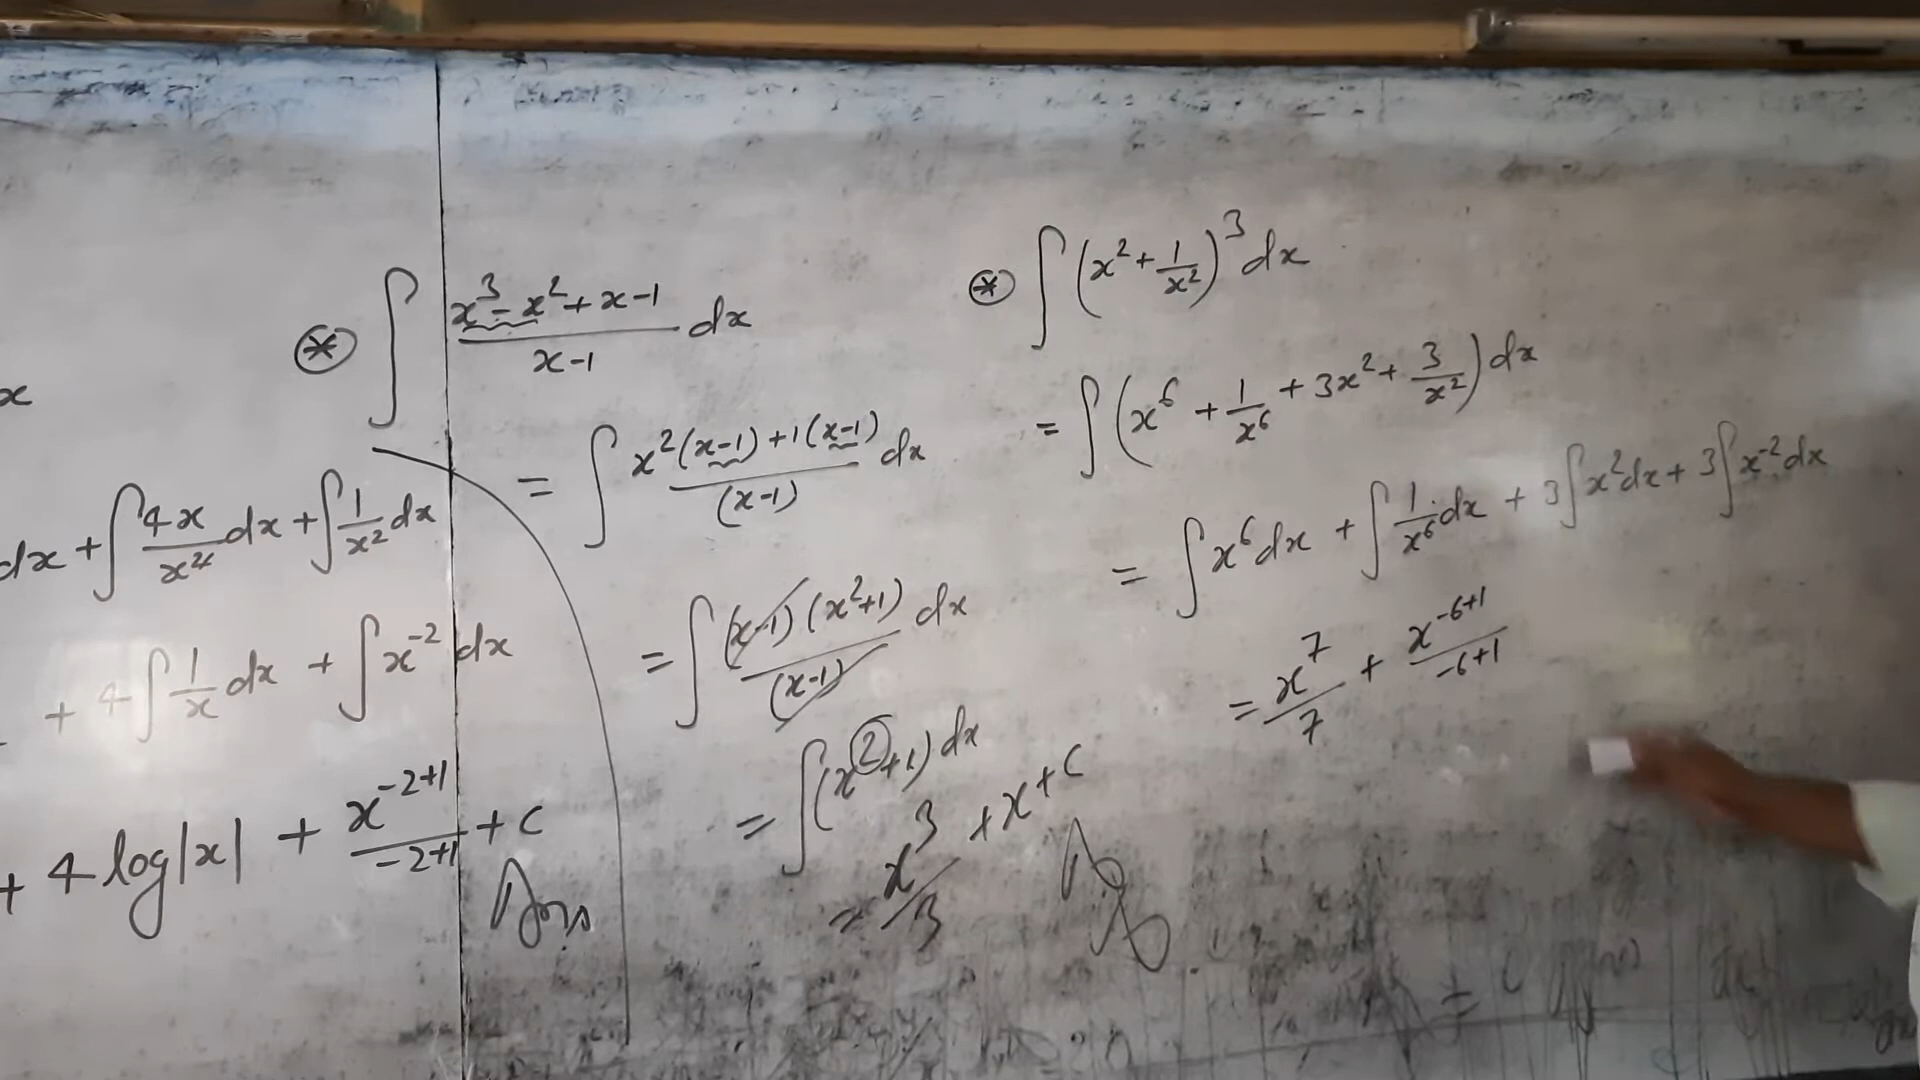 x
dx + ∫ 4x/x⁴ dx + ∫ 1/x² dx
+ 4 ∫ 1/x dx + ∫ x⁻² dx
+ 4 log|x| + x⁻²⁺¹/-2+1 + c
Ans
⊛ ∫ x³ - x² + x - 1 / x - 1 dx
= ∫ x²(x-1) + 1(x-1) / (x-1) dx
= ∫ (x-1)(x²+1) / (x-1) dx
= ∫ (x²+1) dx
= x³/3 + x + c
⊛ ∫ (x² + 1/x²)³ dx
= ∫ (x⁶ + 1/x⁶ + 3x² + 3/x²) dx
= ∫ x⁶ dx + ∫ 1/x⁶ dx + 3 ∫ x² dx + 3 ∫ x⁻² dx
= x⁷/7 + x⁻⁶⁺¹/-6+1